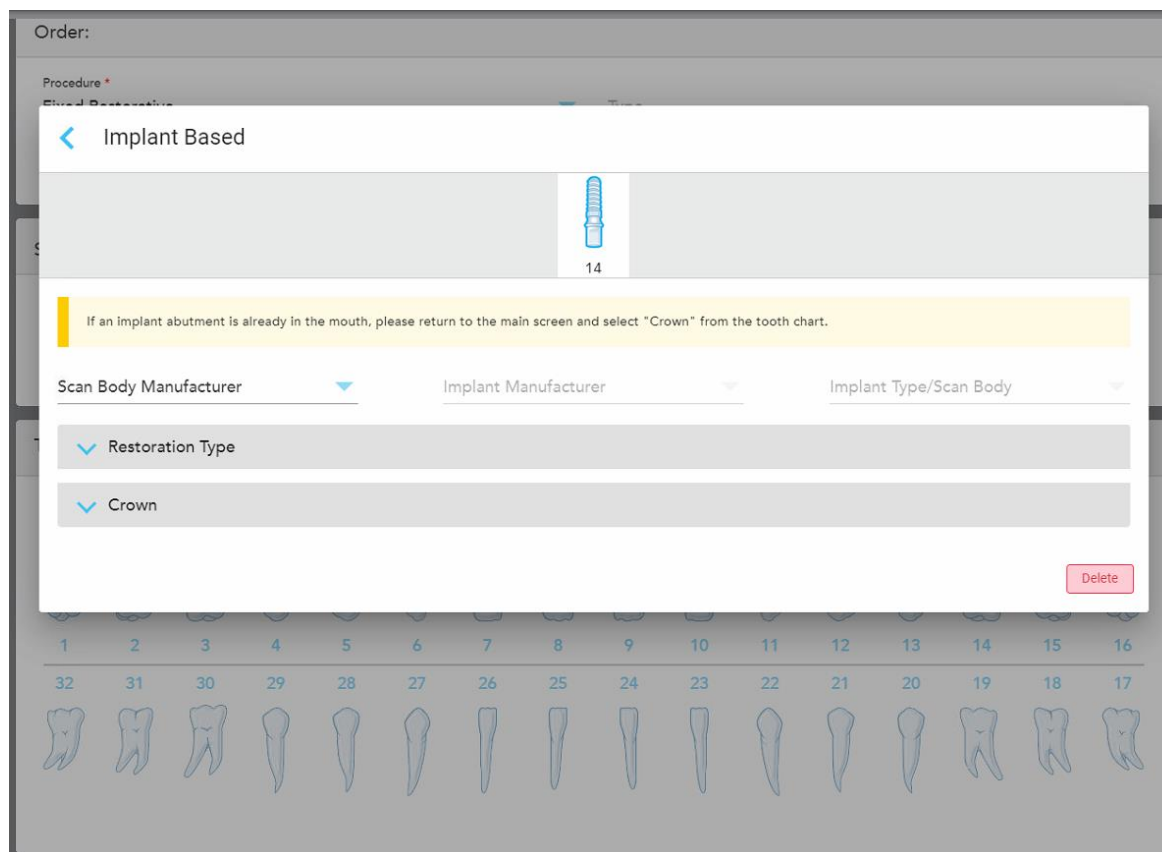 Order:
Procedure *
Fixed Restorative
Type
Implant Based
14
If an implant abutment is already in the mouth, please return to the main screen and select "Crown" from the tooth chart.
Scan Body Manufacturer
Implant Manufacturer
Implant Type/Scan Body
Restoration Type
Crown
Delete
1 2 3 4 5 6 7 8 9 10 11 12 13 14 15 16
32 31 30 29 28 27 26 25 24 23 22 21 20 19 18 17